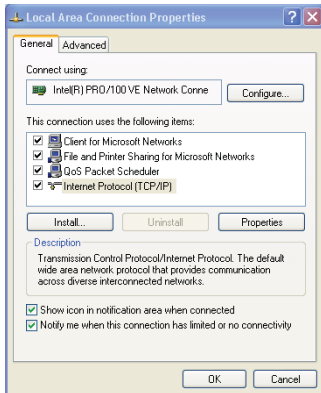 Local Area Connection Properties
General Advanced
Connect using:
Intel(R) PRO/100 VE Network Conne Configure...
This connection uses the following items:
Client for Microsoft Networks
File and Printer Sharing for Microsoft Networks
QoS Packet Scheduler
Internet Protocol (TCP/IP)
Install... Uninstall Properties
Description
Transmission Control Protocol/Internet Protocol. The default
wide area network protocol that provides communication
across diverse interconnected networks.
Show icon in notification area when connected
Notify me when this connection has limited or no connectivity
OK Cancel